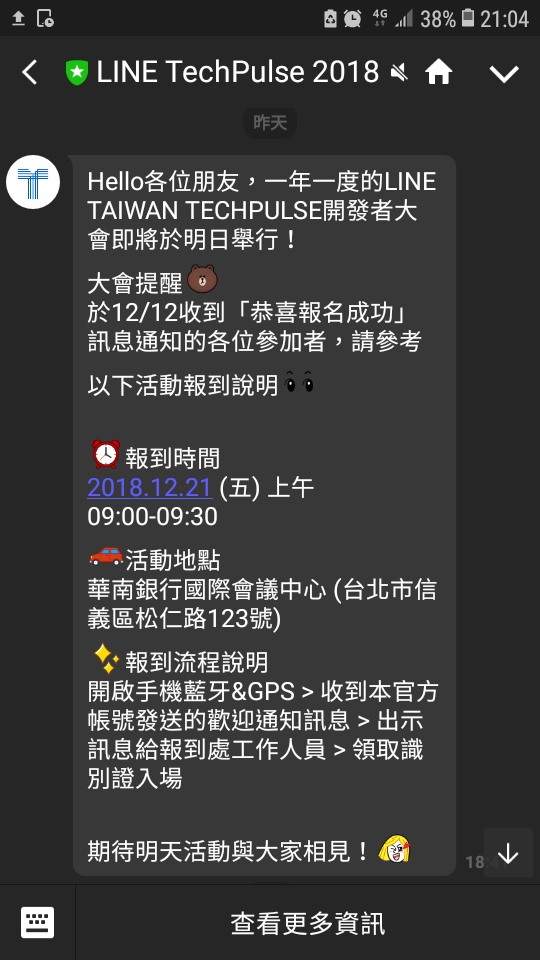 4G 38% 21:04
LINE TechPulse 2018
昨天
Hello各位朋友，一年一度的LINE
TAIWAN TECHPULSE開發者大
會即將於明日舉行！
大會提醒
於12/12收到「恭喜報名成功」
訊息通知的各位參加者，請參考
以下活動報到說明
報到時間
2018.12.21 (五) 上午
09:00-09:30
活動地點
華南銀行國際會議中心 (台北市信
義區松仁路123號)
報到流程說明
開啟手機藍牙&GPS > 收到本官方
帳號發送的歡迎通知訊息 > 出示
訊息給報到處工作人員 > 領取識
別證入場
期待明天活動與大家相見！
18
查看更多資訊